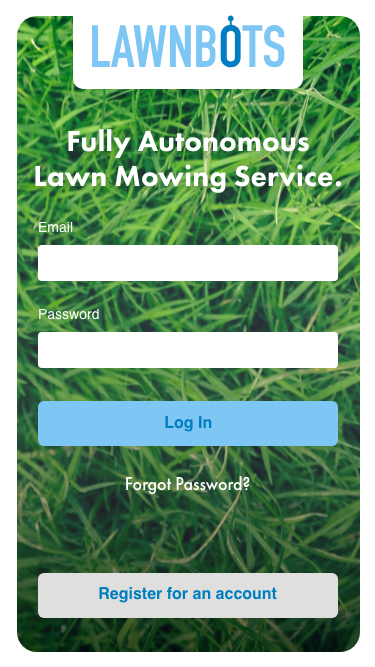 LAWNBOTS
Fully Autonomous
Lawn Mowing Service.
Email
Password
Log In
Forgot Password?
Register for an account